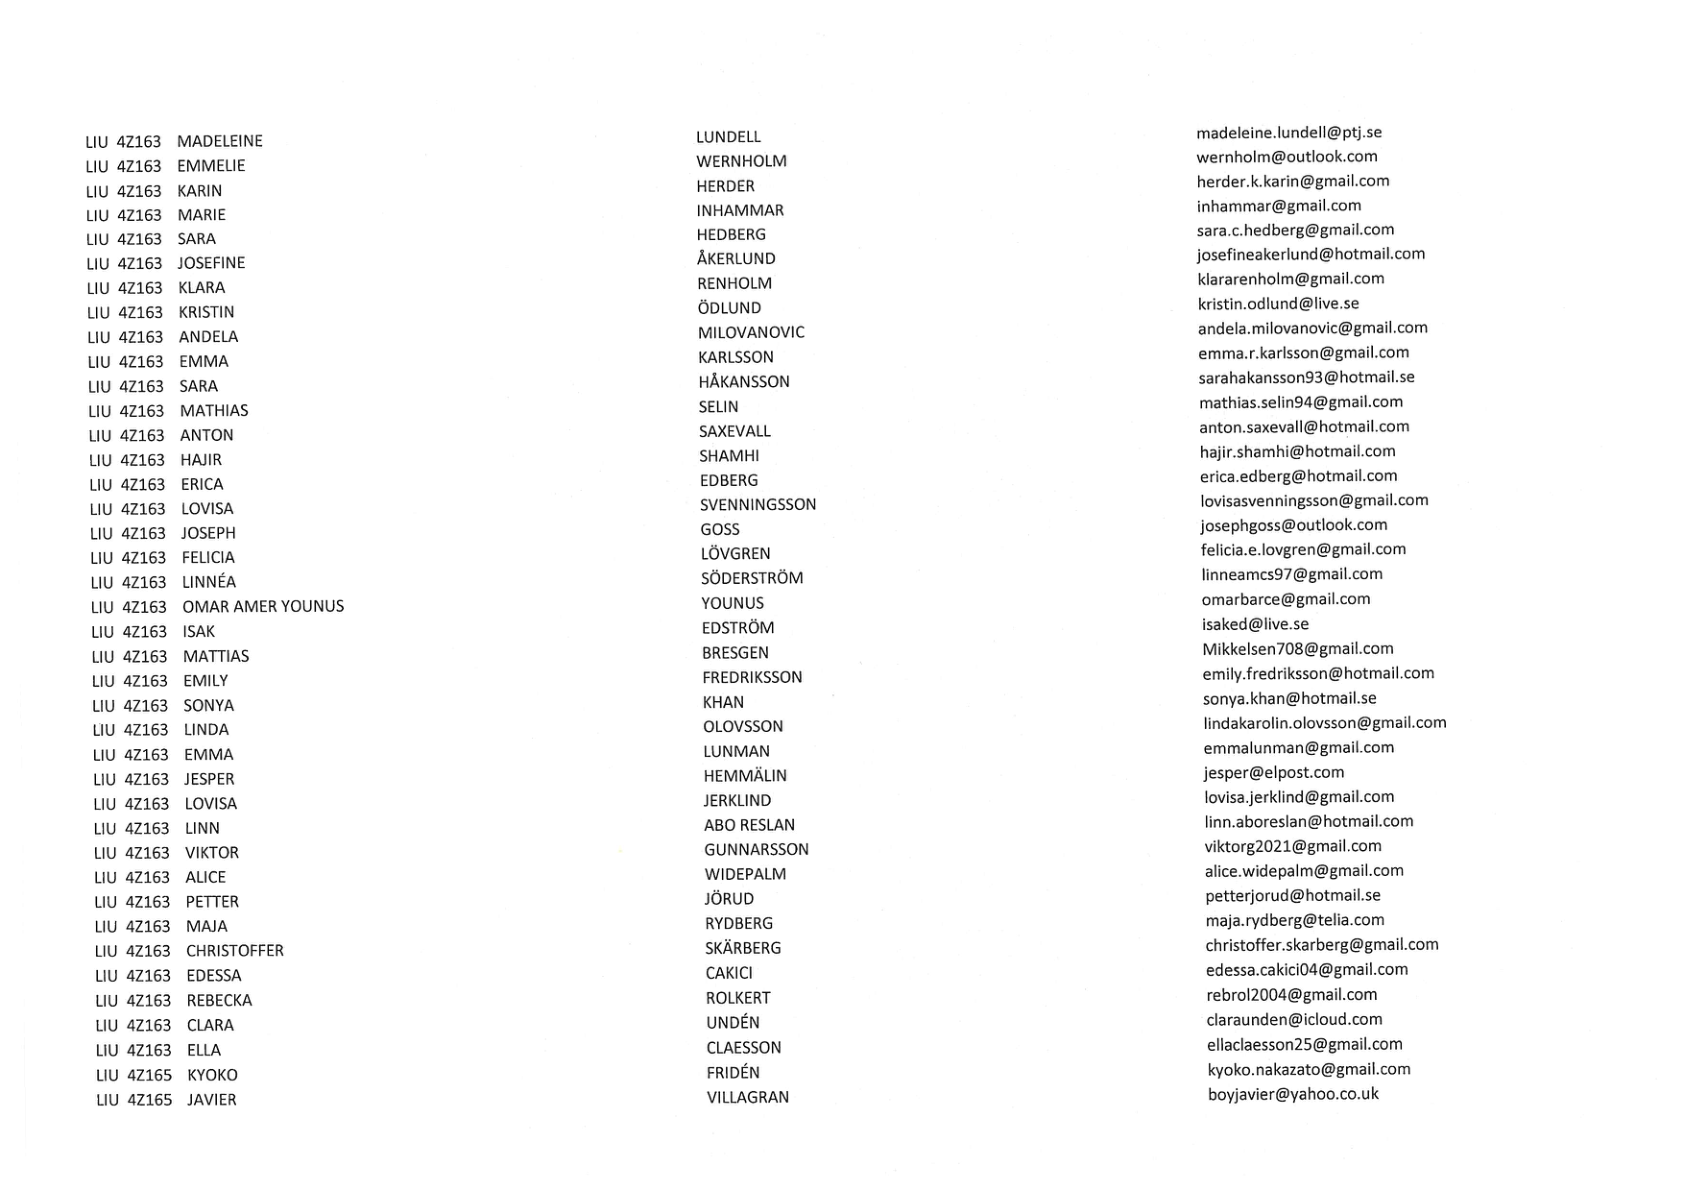 LIU 4Z163 MADELEINE LUNDELL madeleine.lundell@ptj.se
LIU 4Z163 EMMELIE WERNHOLM wernholm@outlook.com
LIU 4Z163 KARIN HERDER herder.k.karin@gmail.com
LIU 4Z163 MARIE INHAMMAR inhammar@gmail.com
LIU 4Z163 SARA HEDBERG sara.c.hedberg@gmail.com
LIU 4Z163 JOSEFINE ÅKERLUND josefineakerlund@hotmail.com
LIU 4Z163 KLARA RENHOLM klararenholm@gmail.com
LIU 4Z163 KRISTIN ÖDLUND kristin.odlund@live.se
LIU 4Z163 ANDELA MILOVANOVIC andela.milovanovic@gmail.com
LIU 4Z163 EMMA KARLSSON emma.r.karlsson@gmail.com
LIU 4Z163 SARA HÅKANSSON sarahakansson93@hotmail.se
LIU 4Z163 MATHIAS SELIN mathias.selin94@gmail.com
LIU 4Z163 ANTON SAXEVALL anton.saxevall@hotmail.com
LIU 4Z163 HAJIR SHAMHI hajir.shamhi@hotmail.com
LIU 4Z163 ERICA EDBERG erica.edberg@hotmail.com
LIU 4Z163 LOVISA SVENNINGSSON lovisasvenningsson@gmail.com
LIU 4Z163 JOSEPH GOSS josephgoss@outlook.com
LIU 4Z163 FELICIA LÖVGREN felicia.e.lovgren@gmail.com
LIU 4Z163 LINNÉA SÖDERSTRÖM linneamcs97@gmail.com
LIU 4Z163 OMAR AMER YOUNUS YOUNUS omarbarce@gmail.com
LIU 4Z163 ISAK EDSTRÖM isaked@live.se
LIU 4Z163 MATTIAS BRESGEN Mikkelsen708@gmail.com
LIU 4Z163 EMILY FREDRIKSSON emily.fredriksson@hotmail.com
LIU 4Z163 SONYA KHAN sonya.khan@hotmail.se
LIU 4Z163 LINDA OLOVSSON lindakarolin.olovsson@gmail.com
LIU 4Z163 EMMA LUNMAN emmalunman@gmail.com
LIU 4Z163 JESPER HEMMÄLIN jesper@elpost.com
LIU 4Z163 LOVISA JERKLIND lovisa.jerklind@gmail.com
LIU 4Z163 LINN ABO RESLAN linn.aboreslan@hotmail.com
LIU 4Z163 VIKTOR GUNNARSSON viktorg2021@gmail.com
LIU 4Z163 ALICE WIDEPALM alice.widepalm@gmail.com
LIU 4Z163 PETTER JÖRUD petterjorud@hotmail.se
LIU 4Z163 MAJA RYDBERG maja.rydberg@telia.com
LIU 4Z163 CHRISTOFFER SKÄRBERG christoffer.skarberg@gmail.com
LIU 4Z163 EDESSA CAKICI edessa.cakici04@gmail.com
LIU 4Z163 REBECKA ROLKERT rebrol2004@gmail.com
LIU 4Z163 CLARA UNDÉN claraunden@icloud.com
LIU 4Z163 ELLA CLAESSON ellaclaesson25@gmail.com
LIU 4Z165 KYOKO FRIDÉN kyoko.nakazato@gmail.com
LIU 4Z165 JAVIER VILLAGRAN boyjavier@yahoo.co.uk